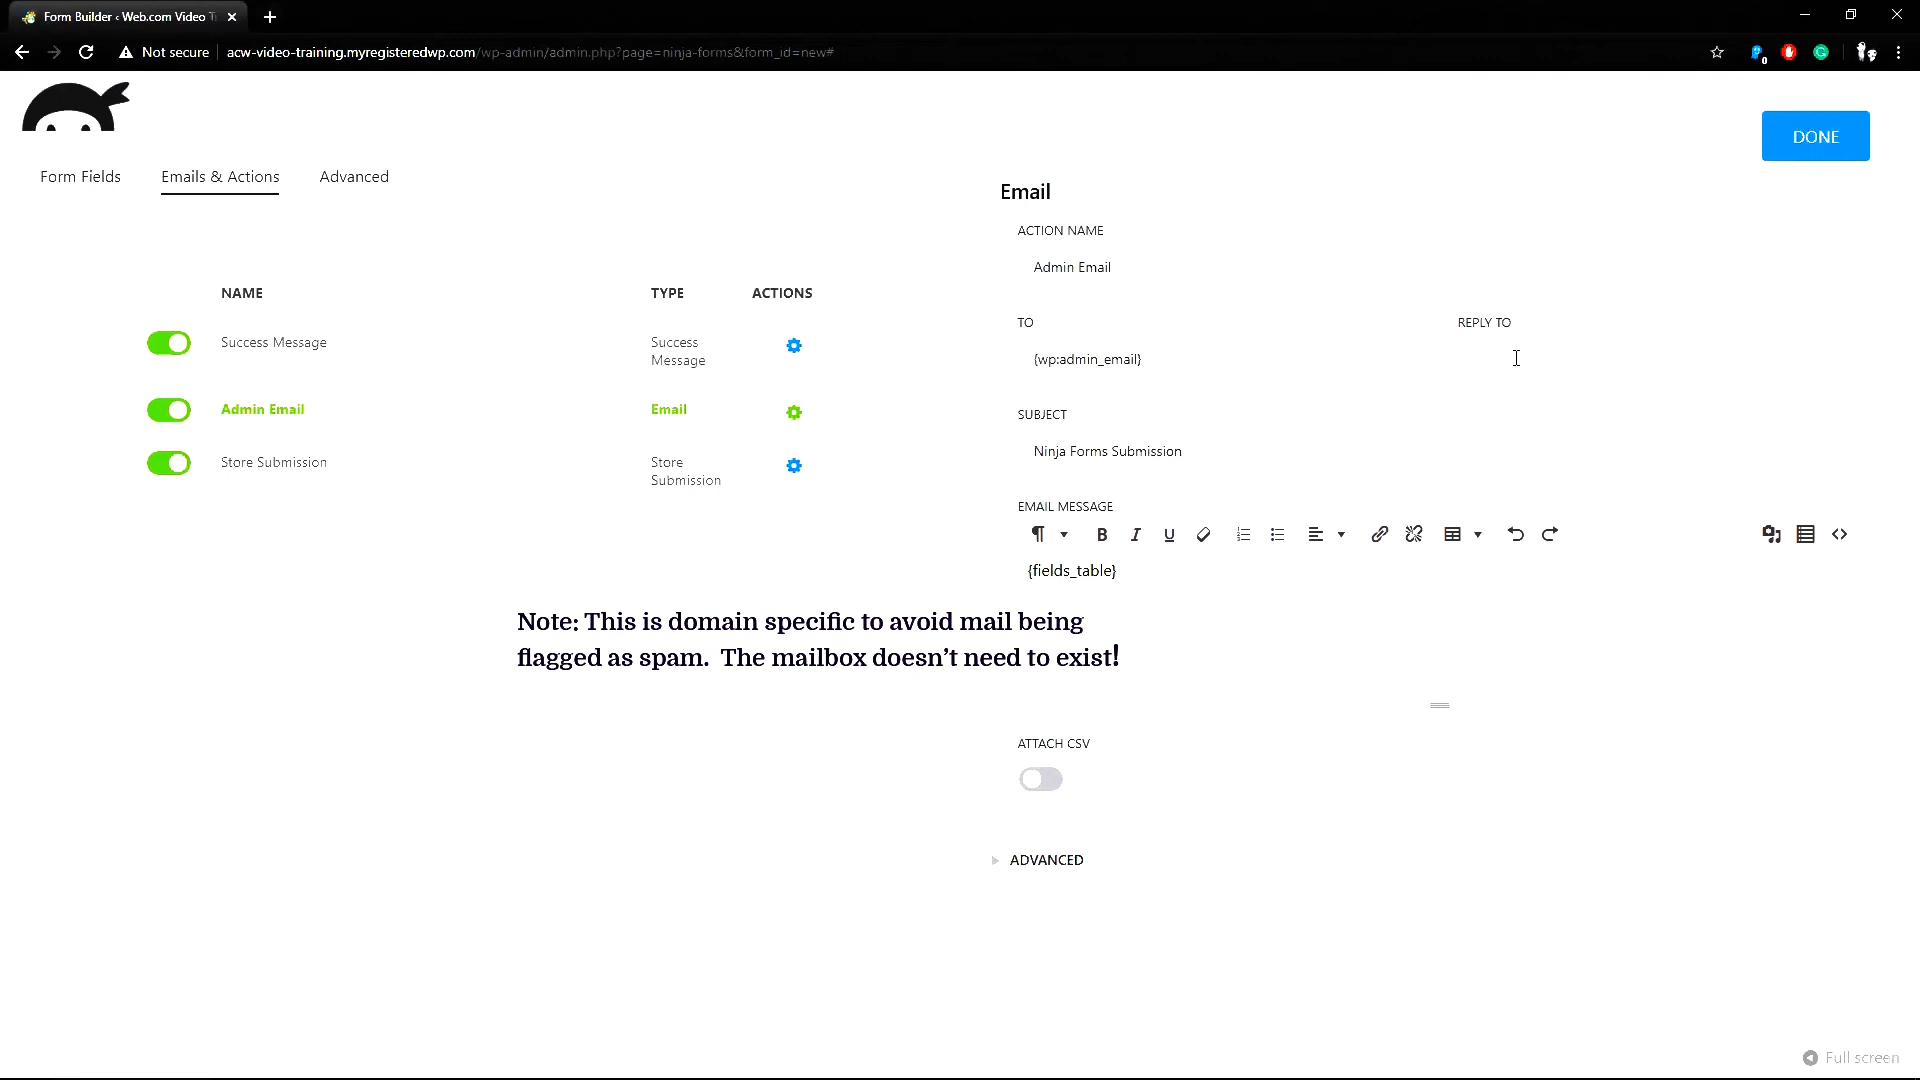 Form Builder ‹ Web.com Video T
Not secure
acw-video-training.myregisteredwp.com/wp-admin/admin.php?page=ninja-forms&form_id=new#
0
DONE
Form Fields
Emails & Actions
Advanced
Email
ACTION NAME
Admin Email
NAME
TYPE
ACTIONS
TO
REPLY TO
Success Message
Success
Message
{wp:admin_email}
Admin Email
Email
SUBJECT
Ninja Forms Submission
Store Submission
Store
Submission
EMAIL MESSAGE
{fields_table}
Note: This is domain specific to avoid mail being
flagged as spam. The mailbox doesn’t need to exist!
ATTACH CSV
ADVANCED
Full screen